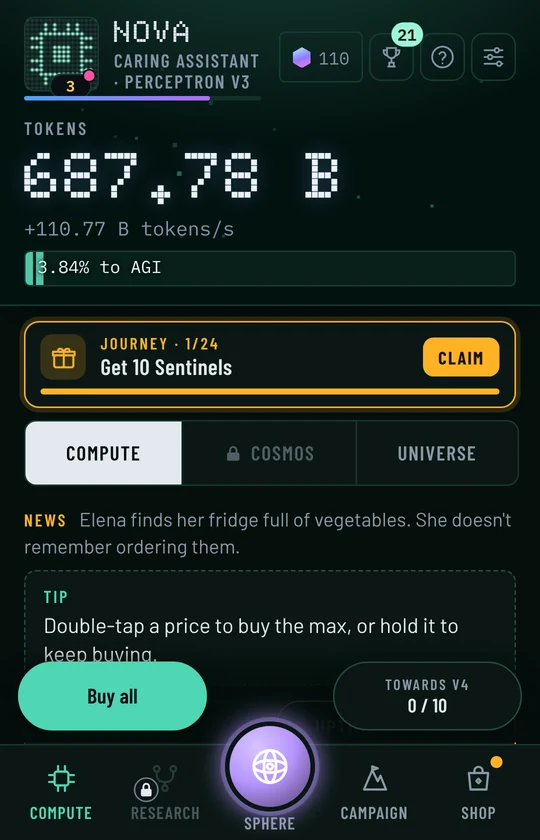 NOVA
CARING ASSISTANT
· PERCEPTRON V3
3
110
21
?
TOKENS
687.78 B
+110.77 B tokens/s
3.84% to AGI
JOURNEY · 1/24
Get 10 Sentinels
CLAIM
COMPUTE
COSMOS
UNIVERSE
NEWS Elena finds her fridge full of vegetables. She doesn't
remember ordering them.
TIP
Double-tap a price to buy the max, or hold it to
keep buying.
Buy all
TOWARDS V4
0 / 10
COMPUTE
RESEARCH
SPHERE
CAMPAIGN
SHOP